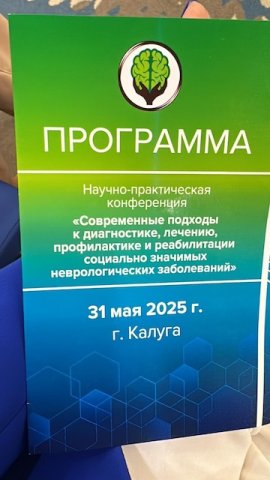 ПРОГРАММА
Научно-практическая
конференция
«Современные подходы
к диагностике, лечению,
профилактике и реабилитации
социально значимых
неврологических заболеваний»
31 мая 2025 г.
г. Калуга